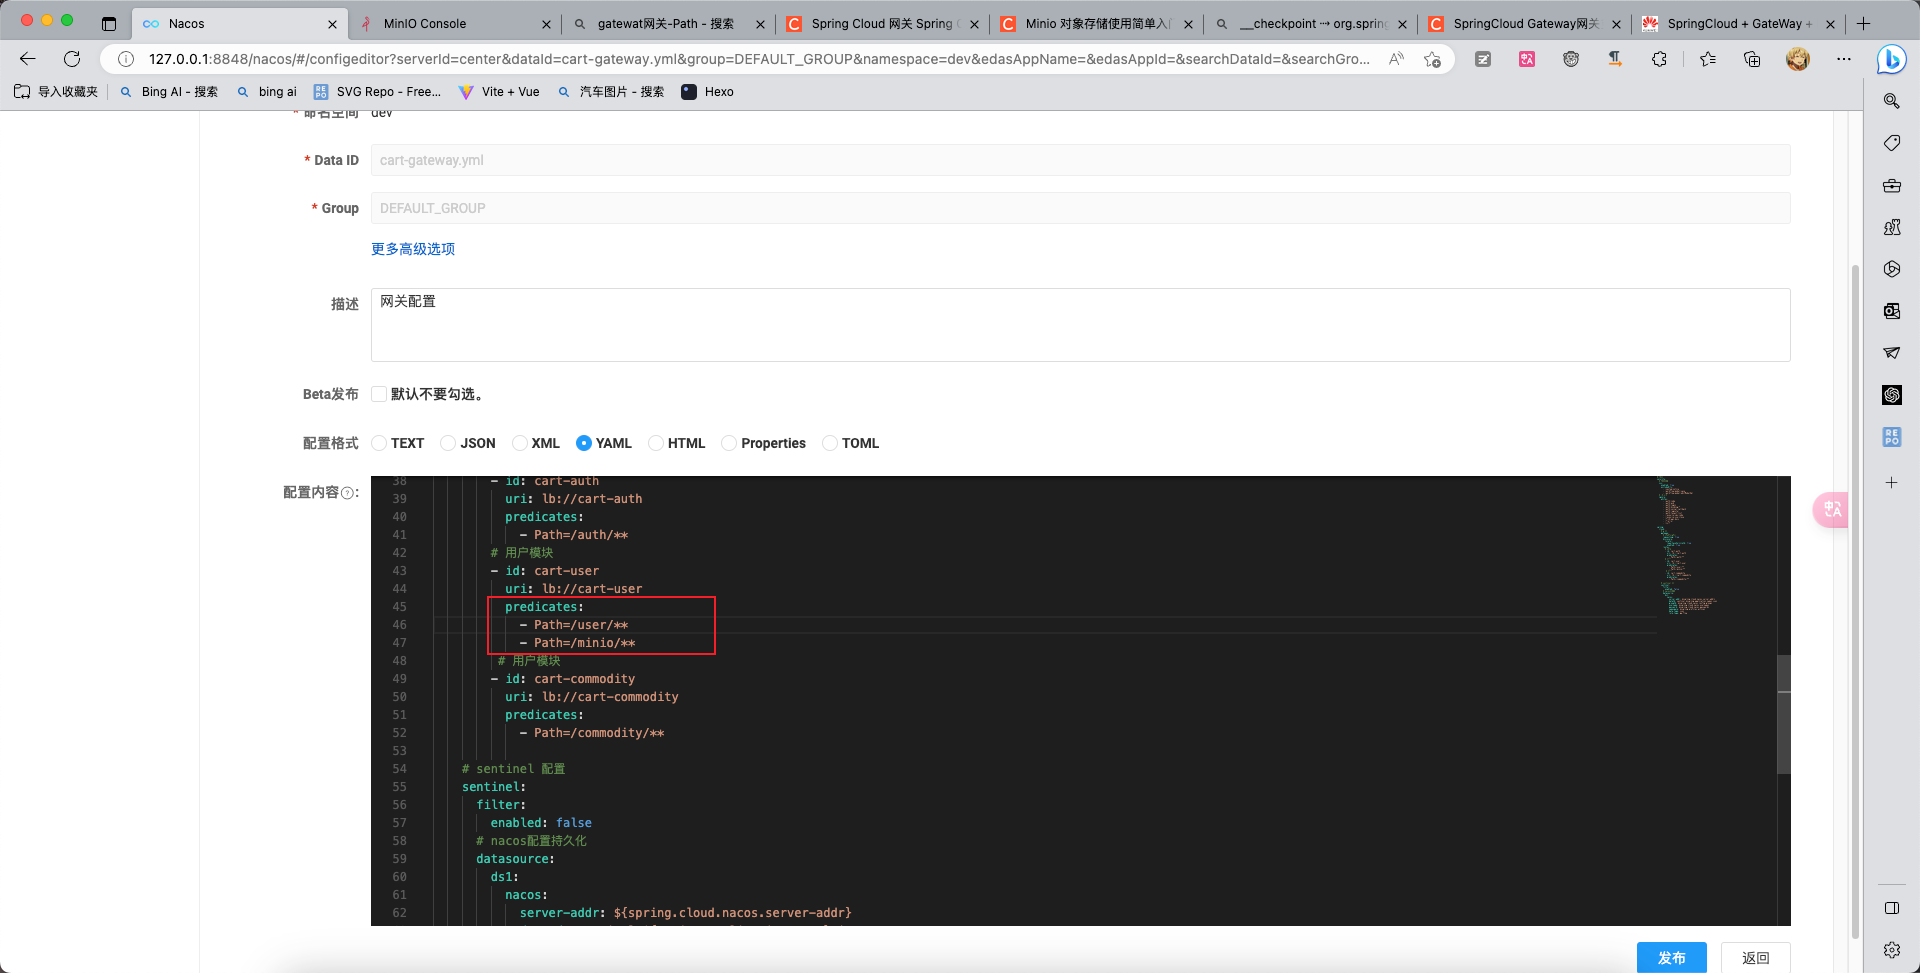 Nacos
MinIO Console
gatewat网关-Path - 搜索
Spring Cloud 网关 Spring
Minio 对象存储使用简单入
__checkpoint ⇢ org.spring
SpringCloud Gateway网关
SpringCloud + GateWay +
127.0.0.1:8848/nacos/#/configeditor?serverId=center&dataId=cart-gateway.yml&group=DEFAULT_GROUP&namespace=dev&edasAppName=&edasAppId=&searchDataId=&searchGro...
导入收藏夹
Bing AI - 搜索
bing ai
SVG Repo - Free...
Vite + Vue
汽车图片 - 搜索
Hexo
* 命名空间 dev
* Data ID cart-gateway.yml
* Group DEFAULT_GROUP
更多高级选项
描述 网关配置
Beta发布 默认不要勾选。
配置格式 TEXT JSON XML YAML HTML Properties TOML
配置内容?:
38 - id: cart-auth
39 uri: lb://cart-auth
40 predicates:
41 - Path=/auth/**
42 # 用户模块
43 - id: cart-user
44 uri: lb://cart-user
45 predicates:
46 - Path=/user/**
47 - Path=/minio/**
48 # 用户模块
49 - id: cart-commodity
50 uri: lb://cart-commodity
51 predicates:
52 - Path=/commodity/**
53
54 # sentinel 配置
55 sentinel:
56 filter:
57 enabled: false
58 # nacos配置持久化
59 datasource:
60 ds1:
61 nacos:
62 server-addr: ${spring.cloud.nacos.server-addr}
发布 返回